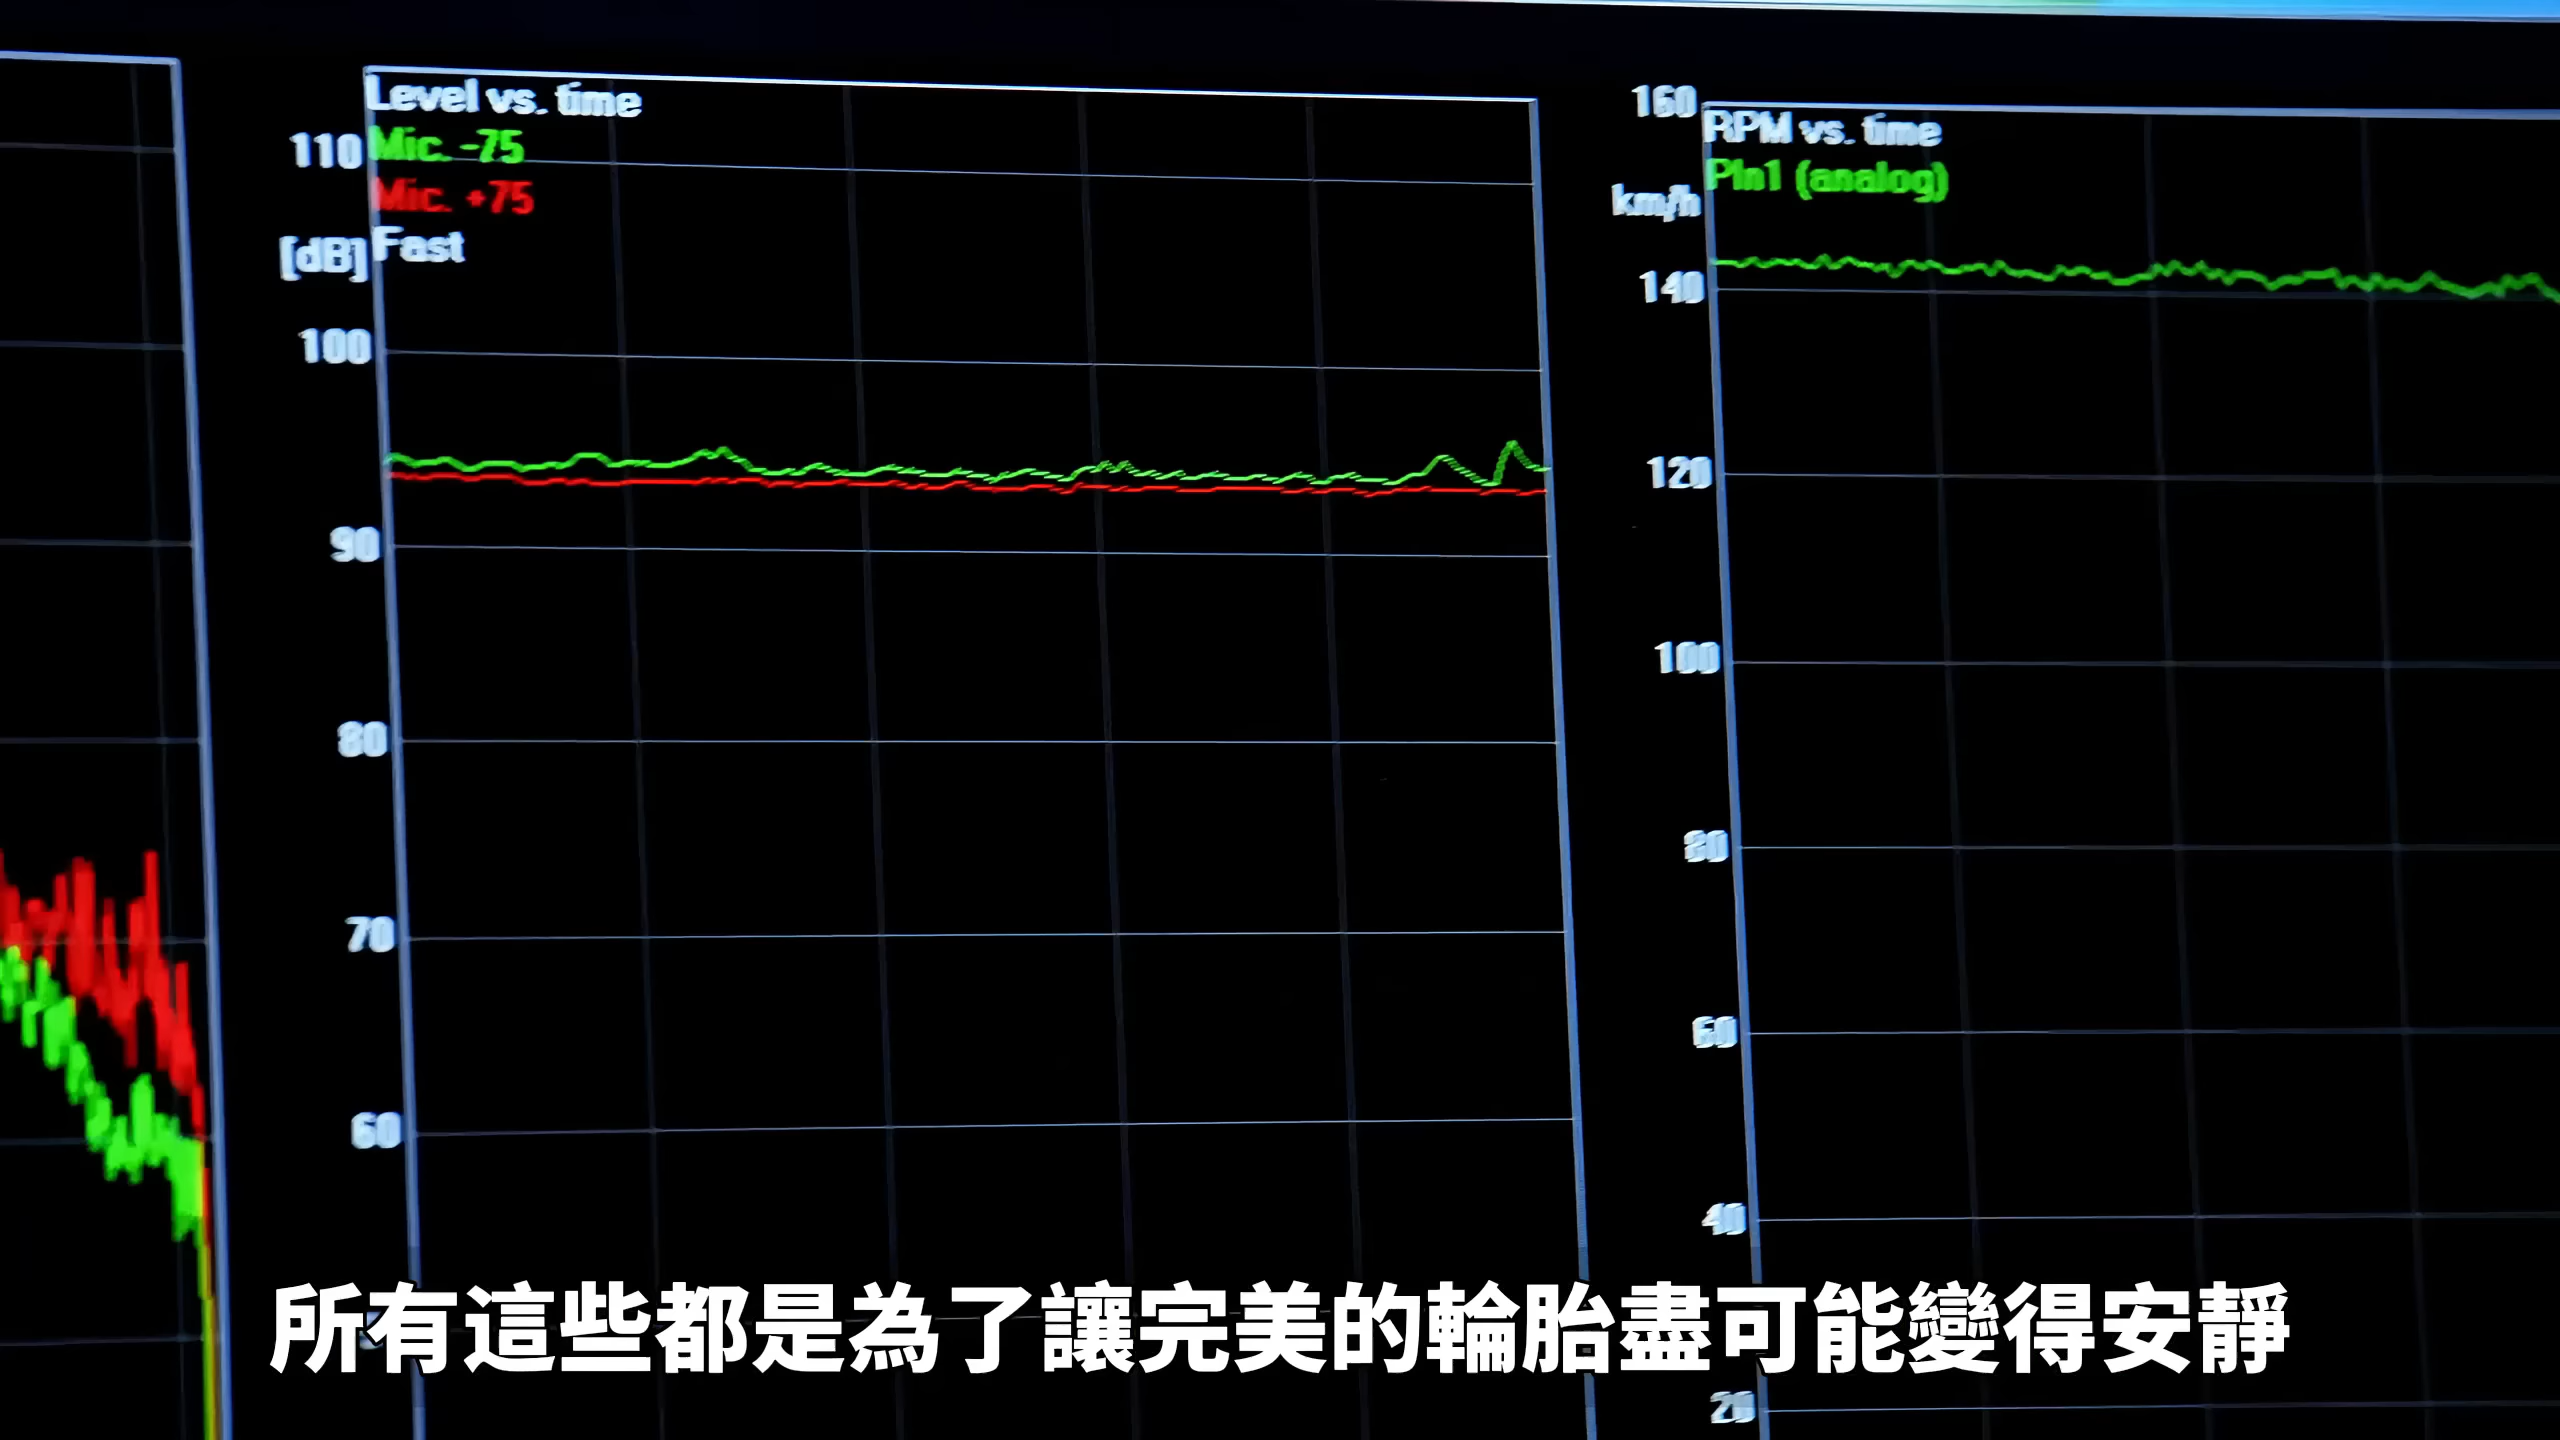 Level vs. time
110
Mic. -75
Mic. +75
[dB]
Fast
100
90
80
70
60
160
RPM vs. time
PIn1 (analog)
km/h
140
120
100
80
60
40
20
所有這些都是為了讓完美的輪胎盡可能變得安靜